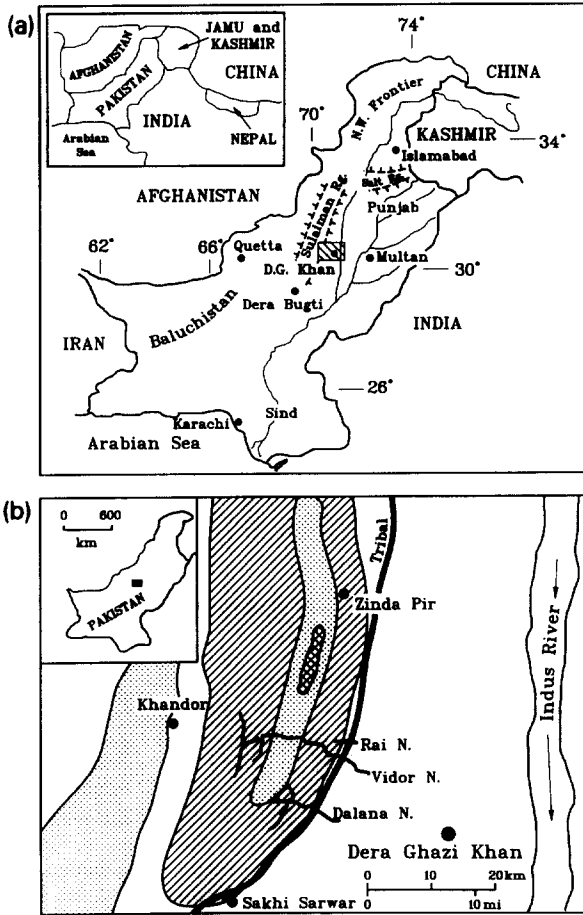 (a)
JAMU and
KASHMIR
AFGHANISTAN
PAKISTAN
CHINA
INDIA
NEPAL
Arabian
Sea
74°
CHINA
N.W. Frontier
70°
KASHMIR
34°
Islamabad
Salt Rg.
AFGHANISTAN
Sulaiman Rg.
Punjab
62°
66°
Quetta
D.G. Khan
Multan
30°
Dera Bugti
INDIA
IRAN
Baluchistan
26°
Sind
Karachi
Arabian Sea
(b)
0 600
km
PAKISTAN
Tribal
Zinda Pir
Indus River
Khandor
Rai N.
Vidor N.
Dalana N.
Dera Ghazi Khan
0 10 20km
0 10mi
Sakhi Sarwar